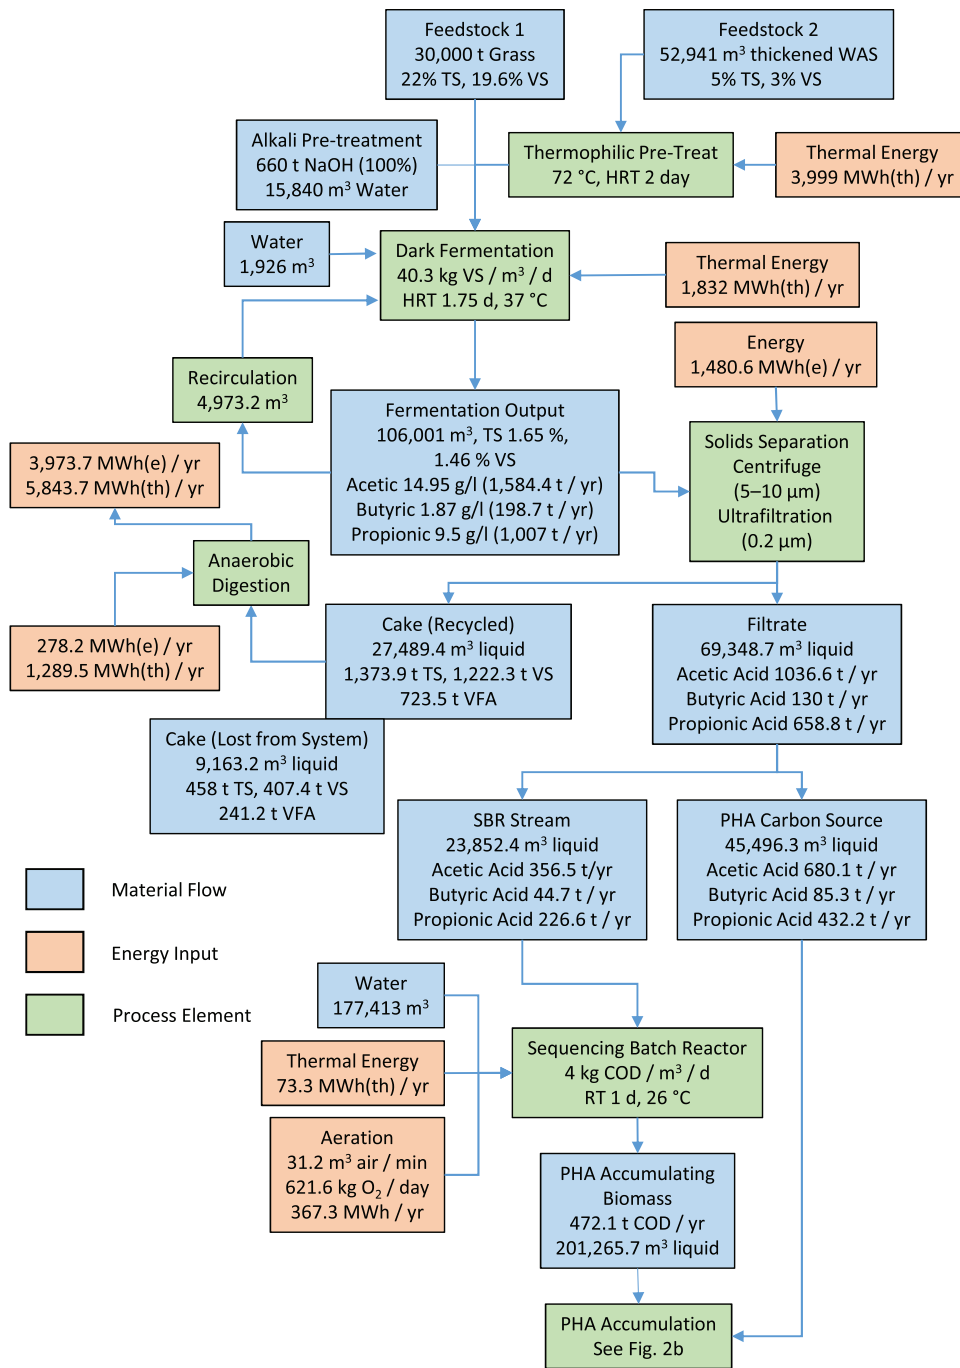 Feedstock 1
30,000 t Grass
22% TS, 19.6% VS
Feedstock 2
52,941 m³ thickened WAS
5% TS, 3% VS
Alkali Pre-treatment
660 t NaOH (100%)
15,840 m³ Water
Thermophilic Pre-Treat
72 °C, HRT 2 day
Thermal Energy
3,999 MWh(th) / yr
Water
1,926 m³
Dark Fermentation
40.3 kg VS / m³ / d
HRT 1.75 d, 37 °C
Thermal Energy
1,832 MWh(th) / yr
Energy
1,480.6 MWh(e) / yr
Recirculation
4,973.2 m³
Fermentation Output
106,001 m³, TS 1.65 %,
1.46 % VS
Acetic 14.95 g/l (1,584.4 t / yr)
Butyric 1.87 g/l (198.7 t / yr)
Propionic 9.5 g/l (1,007 t / yr)
Solids Separation
Centrifuge
(5–10 µm)
Ultrafiltration
(0.2 µm)
3,973.7 MWh(e) / yr
5,843.7 MWh(th) / yr
Anaerobic
Digestion
278.2 MWh(e) / yr
1,289.5 MWh(th) / yr
Cake (Recycled)
27,489.4 m³ liquid
1,373.9 t TS, 1,222.3 t VS
723.5 t VFA
Filtrate
69,348.7 m³ liquid
Acetic Acid 1036.6 t / yr
Butyric Acid 130 t / yr
Propionic Acid 658.8 t / yr
Cake (Lost from System)
9,163.2 m³ liquid
458 t TS, 407.4 t VS
241.2 t VFA
SBR Stream
23,852.4 m³ liquid
Acetic Acid 356.5 t/yr
Butyric Acid 44.7 t / yr
Propionic Acid 226.6 t / yr
PHA Carbon Source
45,496.3 m³ liquid
Acetic Acid 680.1 t / yr
Butyric Acid 85.3 t / yr
Propionic Acid 432.2 t / yr
Material Flow
Energy Input
Process Element
Water
177,413 m³
Thermal Energy
73.3 MWh(th) / yr
Aeration
31.2 m³ air / min
621.6 kg O₂ / day
367.3 MWh / yr
Sequencing Batch Reactor
4 kg COD / m³ / d
RT 1 d, 26 °C
PHA Accumulating
Biomass
472.1 t COD / yr
201,265.7 m³ liquid
PHA Accumulation
See Fig. 2b